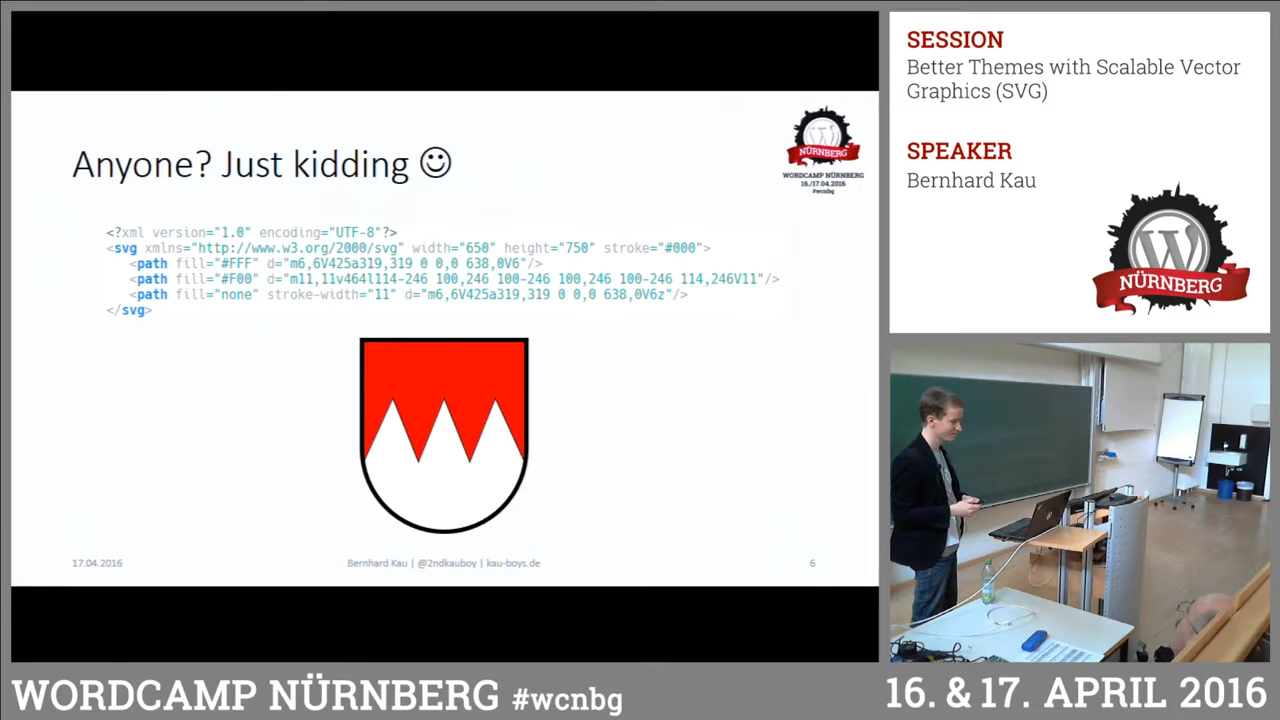 Anyone? Just kidding ☺
NÜRNBERG
WORDCAMP NÜRNBERG
16./17.04.2016
#wcnbg
<?xml version="1.0" encoding="UTF-8"?>
<svg xmlns="http://www.w3.org/2000/svg" width="650" height="750" stroke="#000">
<path fill="#FFF" d="m6,6V425a319,319 0 0,0 638,0V6"/>
<path fill="#F00" d="m11,11v464l114-246 100,246 100-246 100,246 100-246 114,246V11"/>
<path fill="none" stroke-width="11" d="m6,6V425a319,319 0 0,0 638,0V6z"/>
</svg>
17.04.2016
Bernhard Kau | @2ndkauboy | kau-boys.de
6
SESSION
Better Themes with Scalable Vector
Graphics (SVG)
SPEAKER
Bernhard Kau
NÜRNBERG
WORDCAMP NÜRNBERG #wcnbg
16. & 17. APRIL 2016